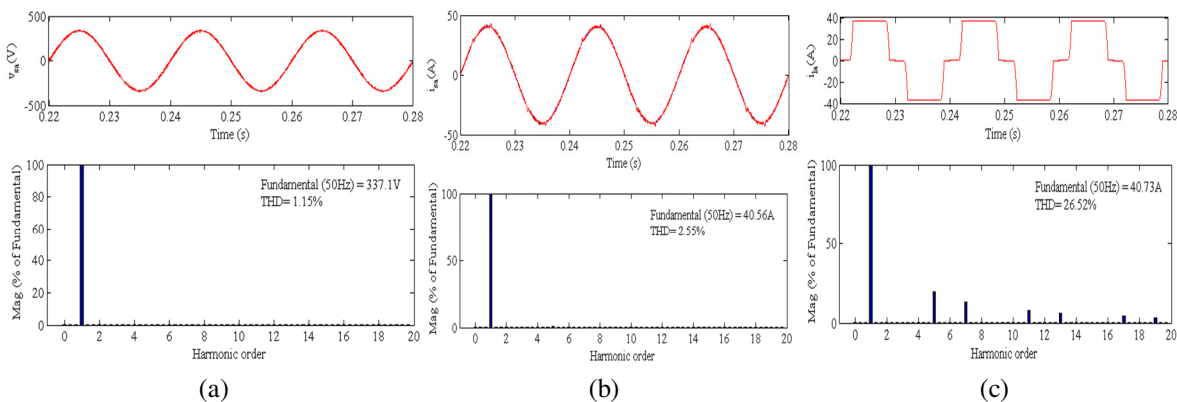 500
0
-500
v_sa(V)
0.22 0.23 0.24 0.25 0.26 0.27 0.28
Time (s)
100
80
60
40
20
0
Mag (% of Fundamental)
Fundamental (50Hz) = 337.1V
THD= 1.15%
0 2 4 6 8 10 12 14 16 18 20
Harmonic order
(a)
50
0
-50
i_sa(A)
0.22 0.23 0.24 0.25 0.26 0.27 0.28
Time (s)
100
50
0
Mag (% of Fundamental)
Fundamental (50Hz) = 40.56A
THD= 2.55%
0 2 4 6 8 10 12 14 16 18 20
Harmonic order
(b)
40
20
0
-20
-40
i_la(A)
0.22 0.23 0.24 0.25 0.26 0.27 0.28
Time (s)
100
50
0
Mag (% of Fundamental)
Fundamental (50Hz) = 40.73A
THD= 26.52%
0 2 4 6 8 10 12 14 16 18 20
Harmonic order
(c)